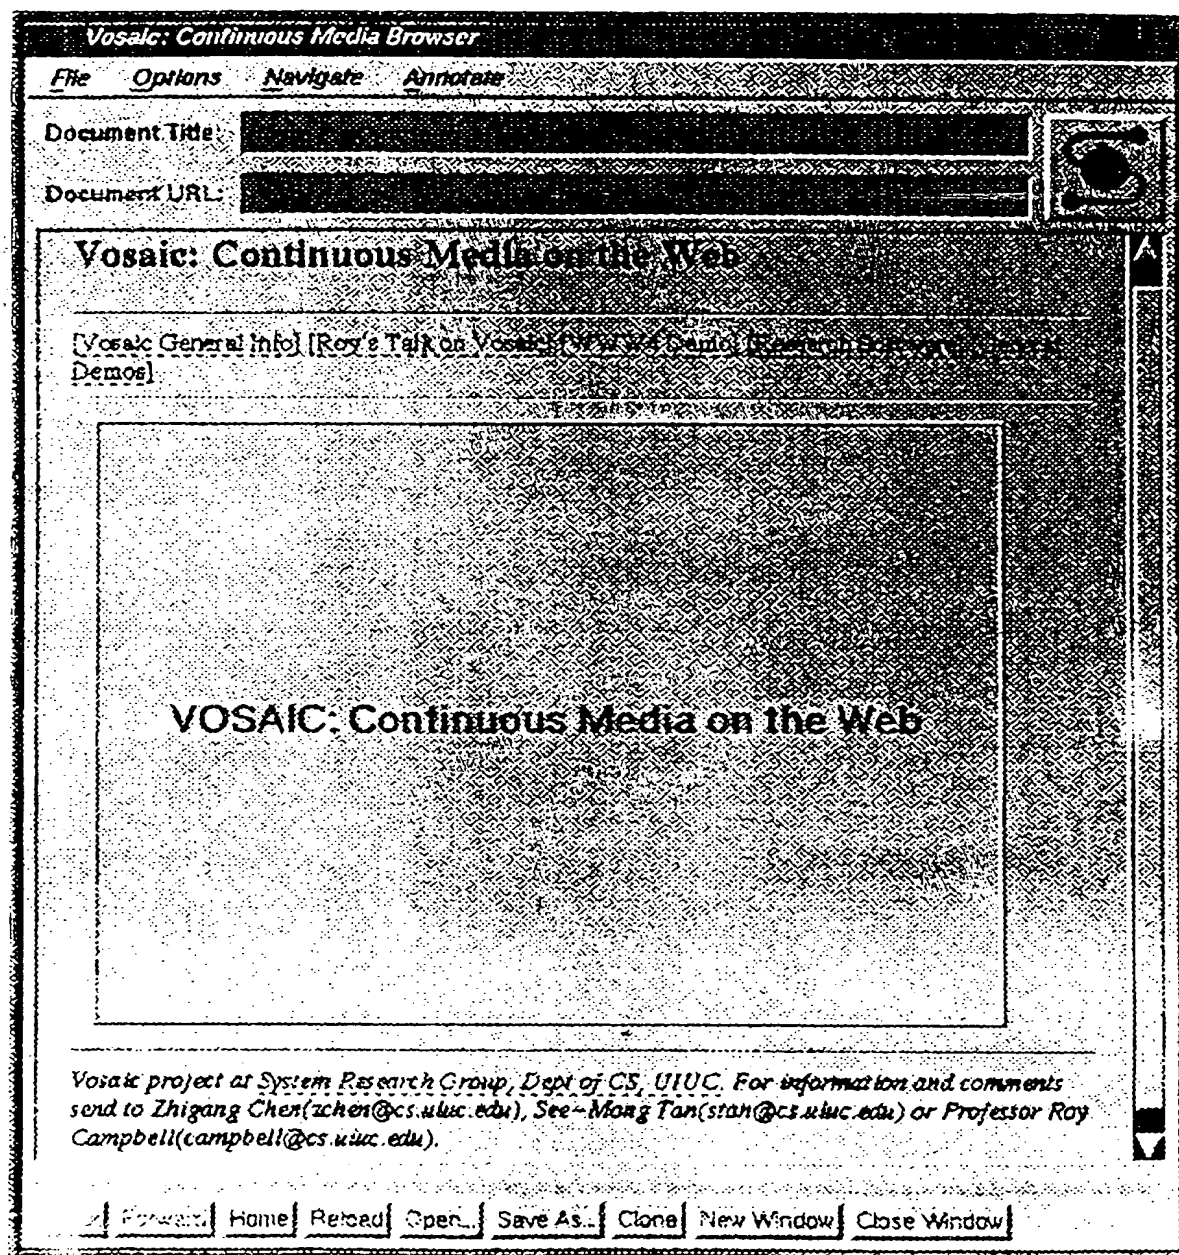 Vosaic: Continuous Media Browser
File Options Navigate Annotate
Document Title:
Document URL:
Vosaic: Continuous Media on the Web
[Vosaic General Info] [Roy's Talk on Vosaic] [WWW4 Demo] [Research Software
Demos]
VOSAIC: Continuous Media on the Web
Vosaic project at System Research Group, Dept of CS, UIUC. For information and comments
send to Zhigang Chen(zchen@cs.uiuc.edu), See-Mong Tan(stan@cs.uiuc.edu) or Professor Roy
Campbell(campbell@cs.uiuc.edu).
Forward Home Reload Open... Save As... Clone New Window Close Window